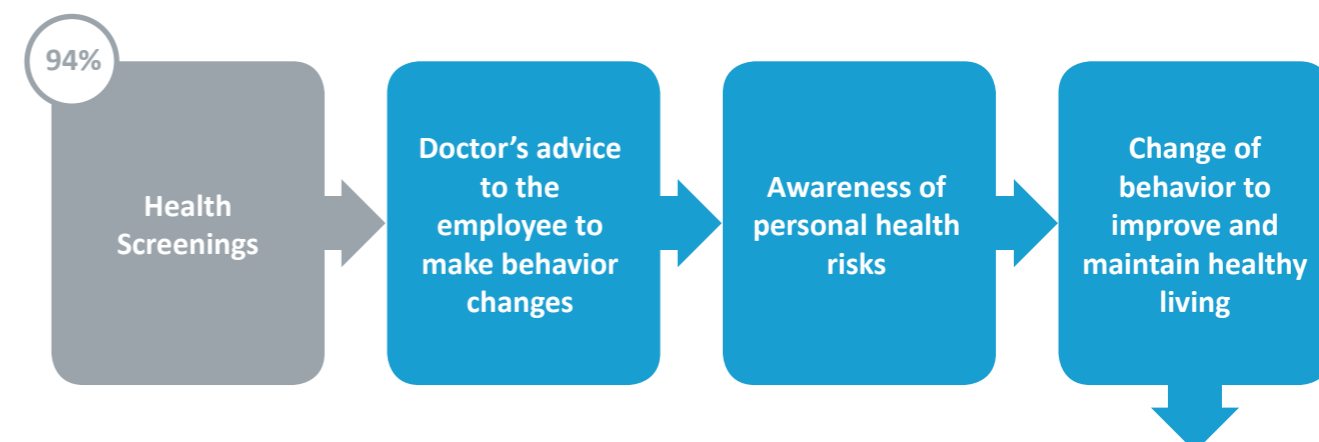 94%
Health
Screenings
Doctor’s advice
to the
employee to
make behavior
changes
Awareness of
personal health
risks
Change of
behavior to
improve and
maintain healthy
living